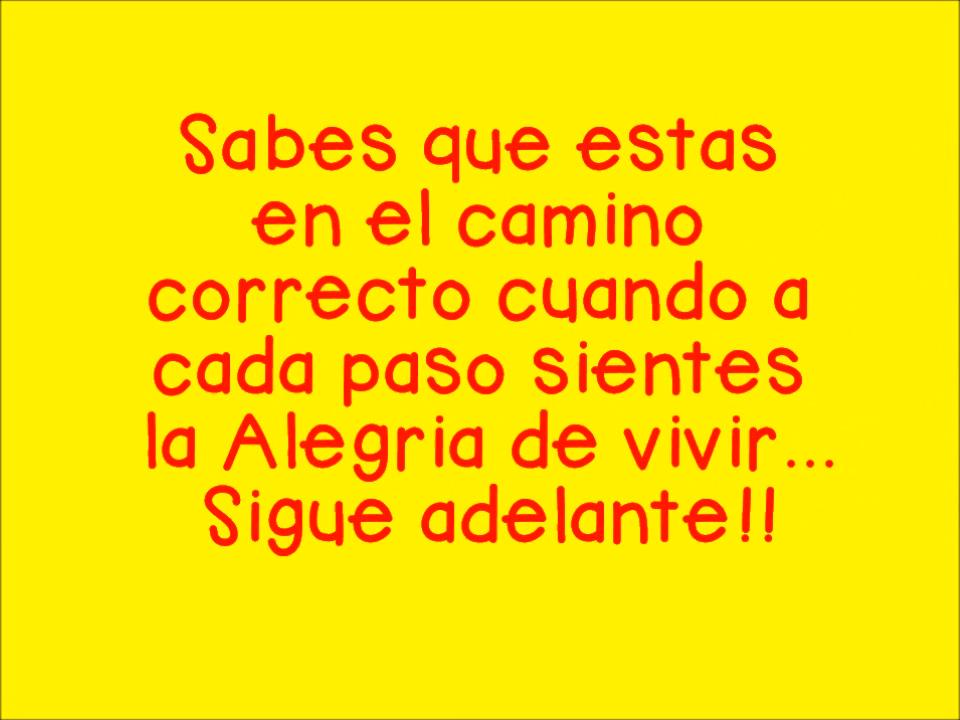 Sabes que estas
en el camino
correcto cuando a
cada paso sientes
la Alegria de vivir...
Sigue adelante!!